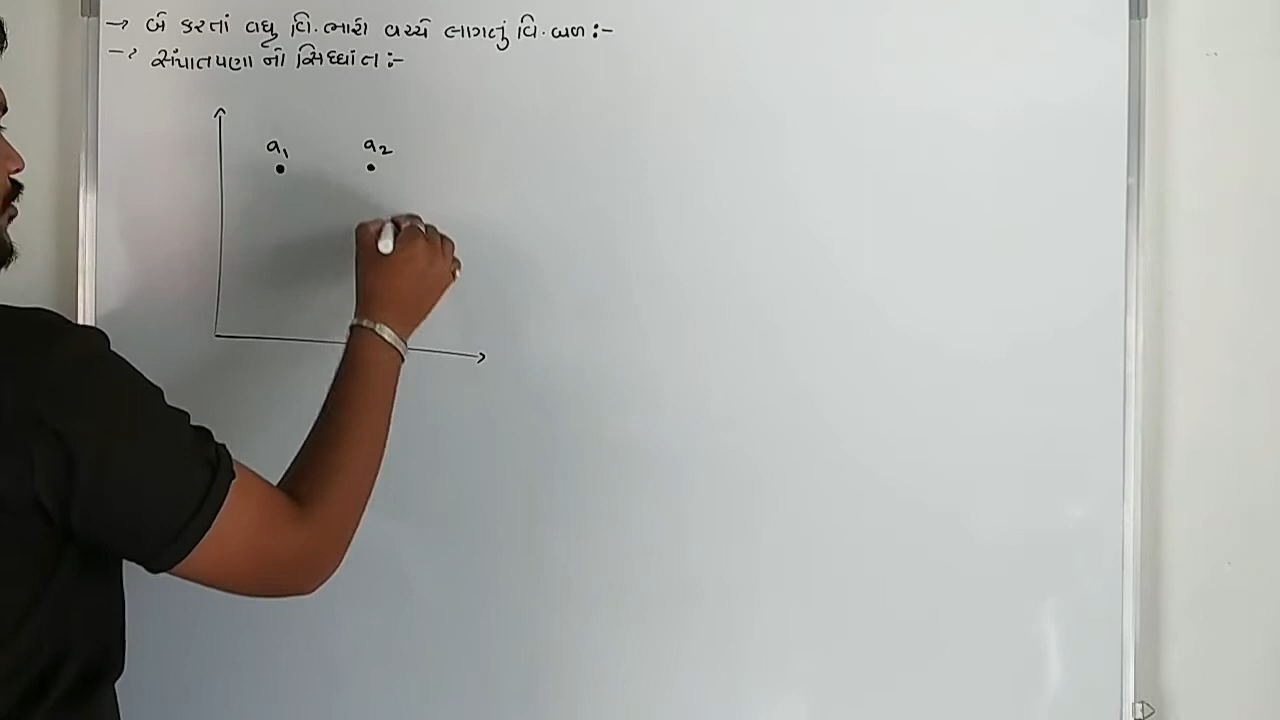 → બે કરતાં વધુ વિ.ભારો વચ્ચે લાગતું વિ.બળ :-
→ સંપાતપણા નો સિધ્ધાંત :-
q₁ q₂